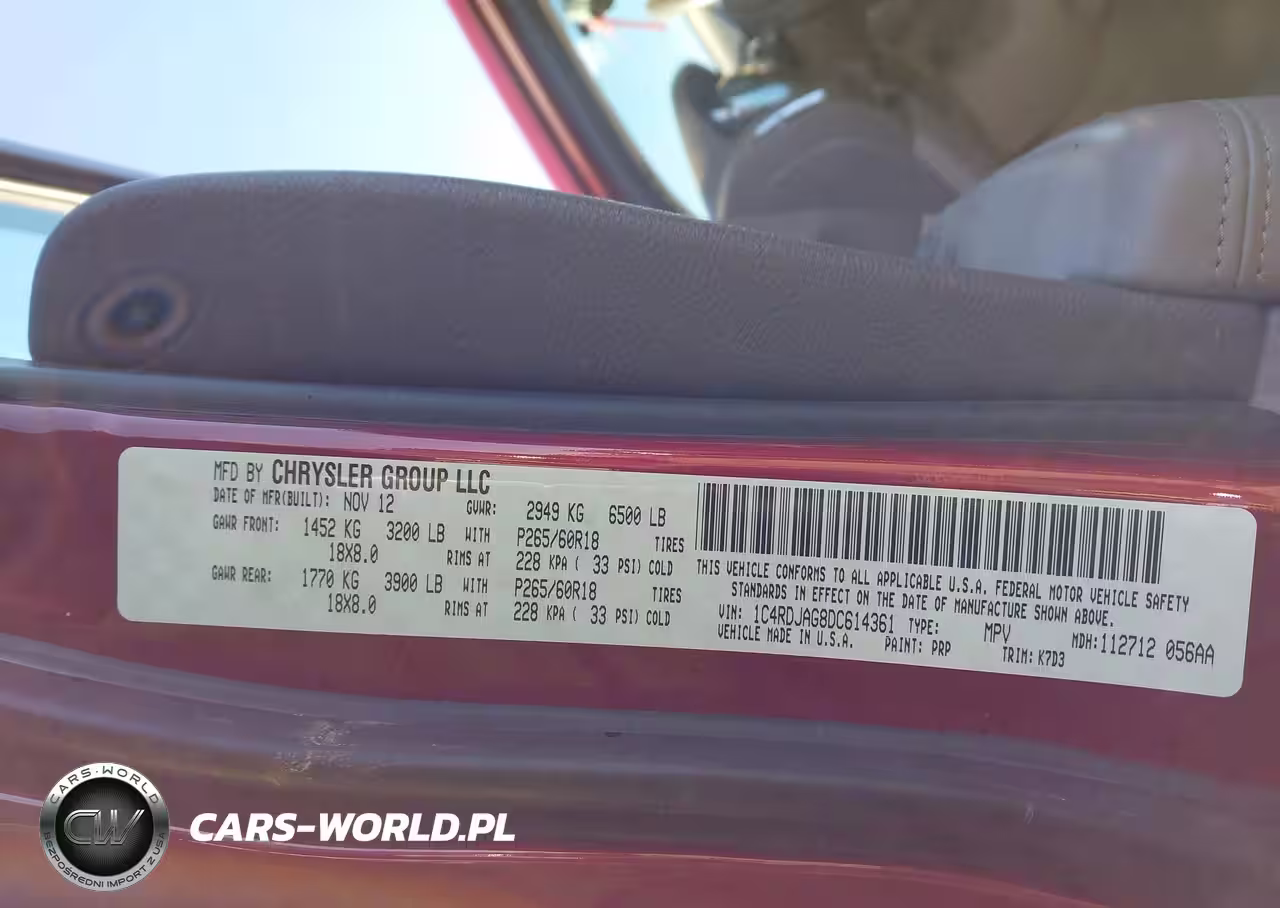 MFD BY CHRYSLER GROUP LLC
DATE OF MFR(BUILT): NOV 12 GVWR: 2949 KG 6500 LB
GAWR FRONT: 1452 KG 3200 LB WITH P265/60R18 TIRES
18X8.0 RIMS AT 228 KPA ( 33 PSI) COLD
GAWR REAR: 1770 KG 3900 LB WITH P265/60R18 TIRES
18X8.0 RIMS AT 228 KPA ( 33 PSI) COLD
THIS VEHICLE CONFORMS TO ALL APPLICABLE U.S.A. FEDERAL MOTOR VEHICLE SAFETY
STANDARDS IN EFFECT ON THE DATE OF MANUFACTURE SHOWN ABOVE.
VIN: 1C4RDJAG8DC614361 TYPE: MPV MDH:112712 056AA
VEHICLE MADE IN U.S.A. PAINT: PRP TRIM: K7D3
CARS-WORLD
CW
BEZPOŚREDNI IMPORT Z USA
CARS-WORLD.PL